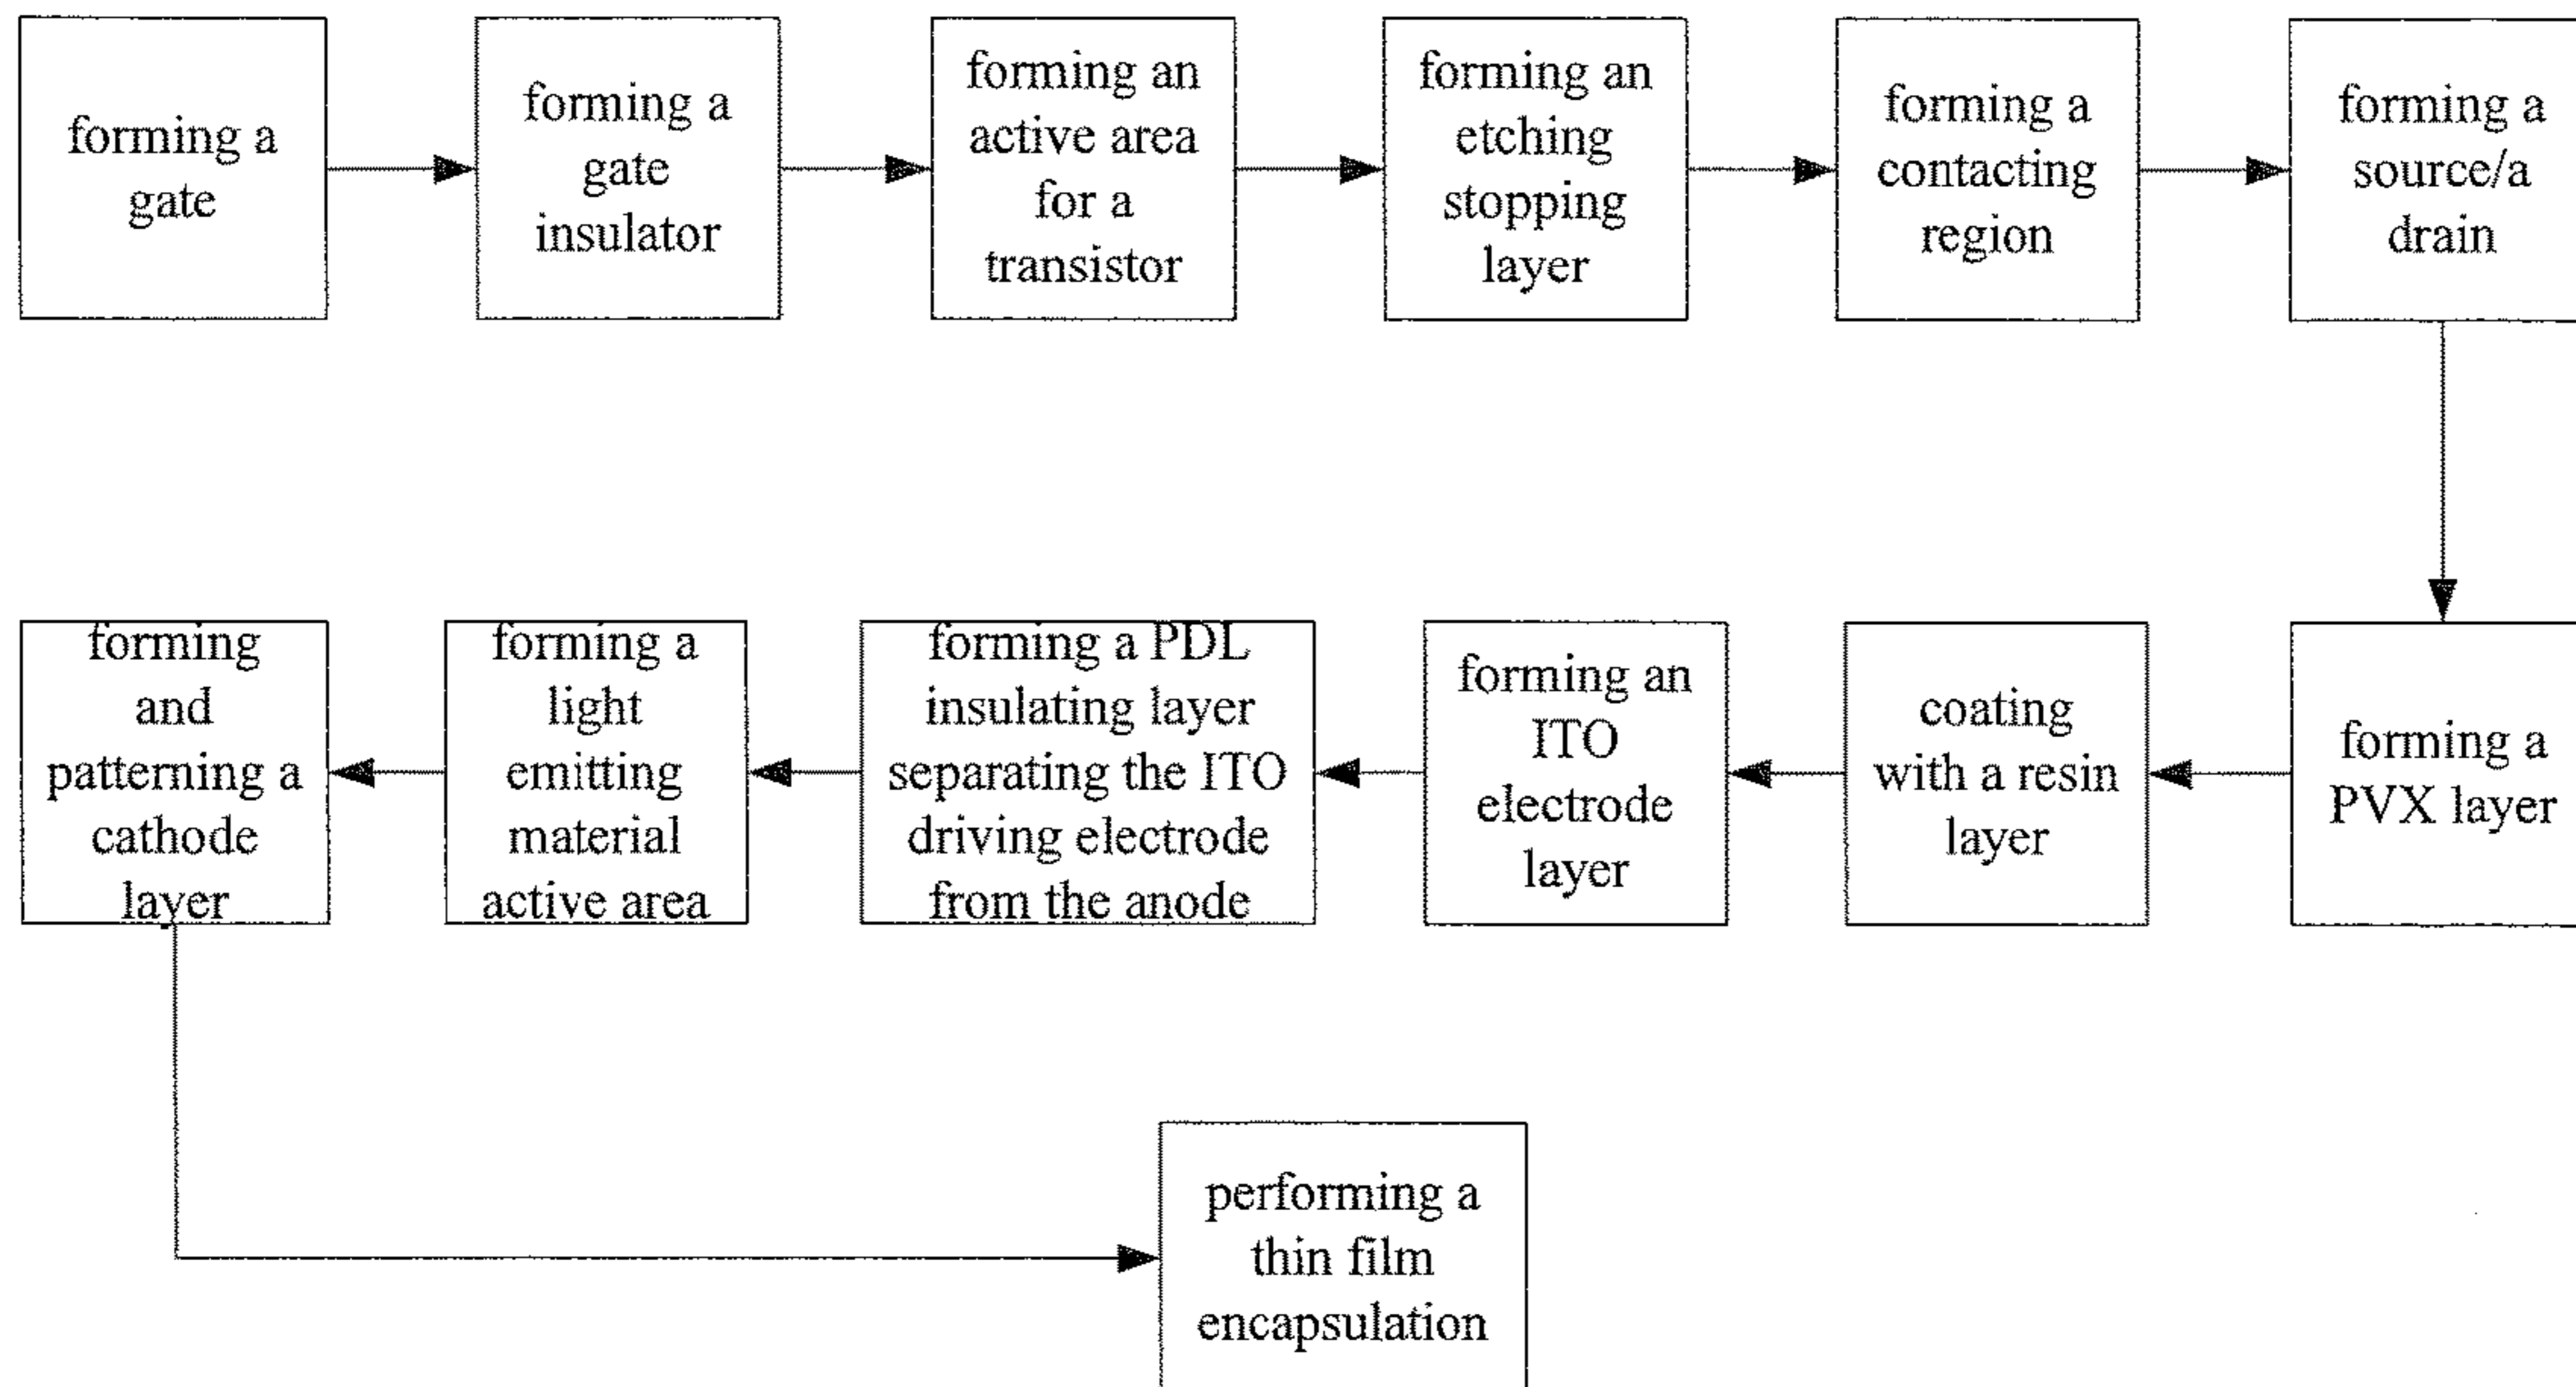 forming a
gate
forming a
gate
insulator
forming an
active area
for a
transistor
forming an
etching
stopping
layer
forming a
contacting
region
forming a
source/a
drain
forming a
PVX layer
coating
with a resin
layer
forming an
ITO
electrode
layer
forming a PDL
insulating layer
separating the ITO
driving electrode
from the anode
forming a
light
emitting
material
active area
forming
and
patterning a
cathode
layer
performing a
thin film
encapsulation